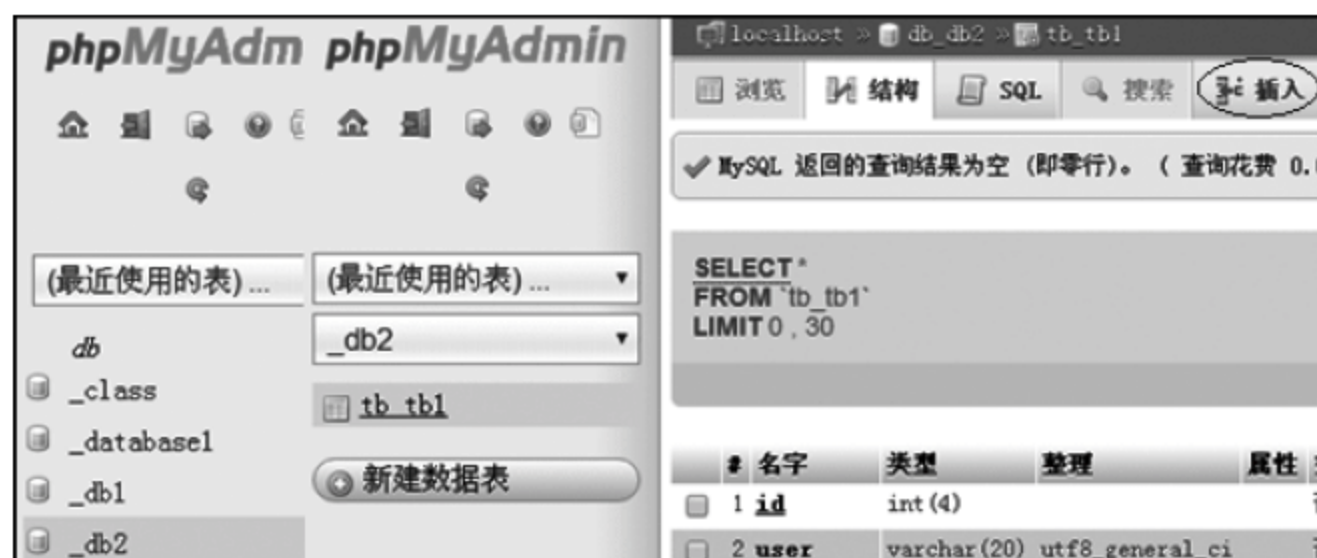 phpMyAdm
(最近使用的表) ...
db
_class
_database1
_db1
_db2
phpMyAdmin
(最近使用的表) ...
_db2
tb_tb1
新建数据表
localhost » db_db2 » tb_tb1
浏览 结构 SQL 搜索 插入
MySQL 返回的查询结果为空 (即零行)。 ( 查询花费 0.
SELECT *
FROM `tb_tb1`
LIMIT 0 , 30
# 名字 类型 整理 属性
1 id int(4)
2 user varchar(20) utf8_general_ci